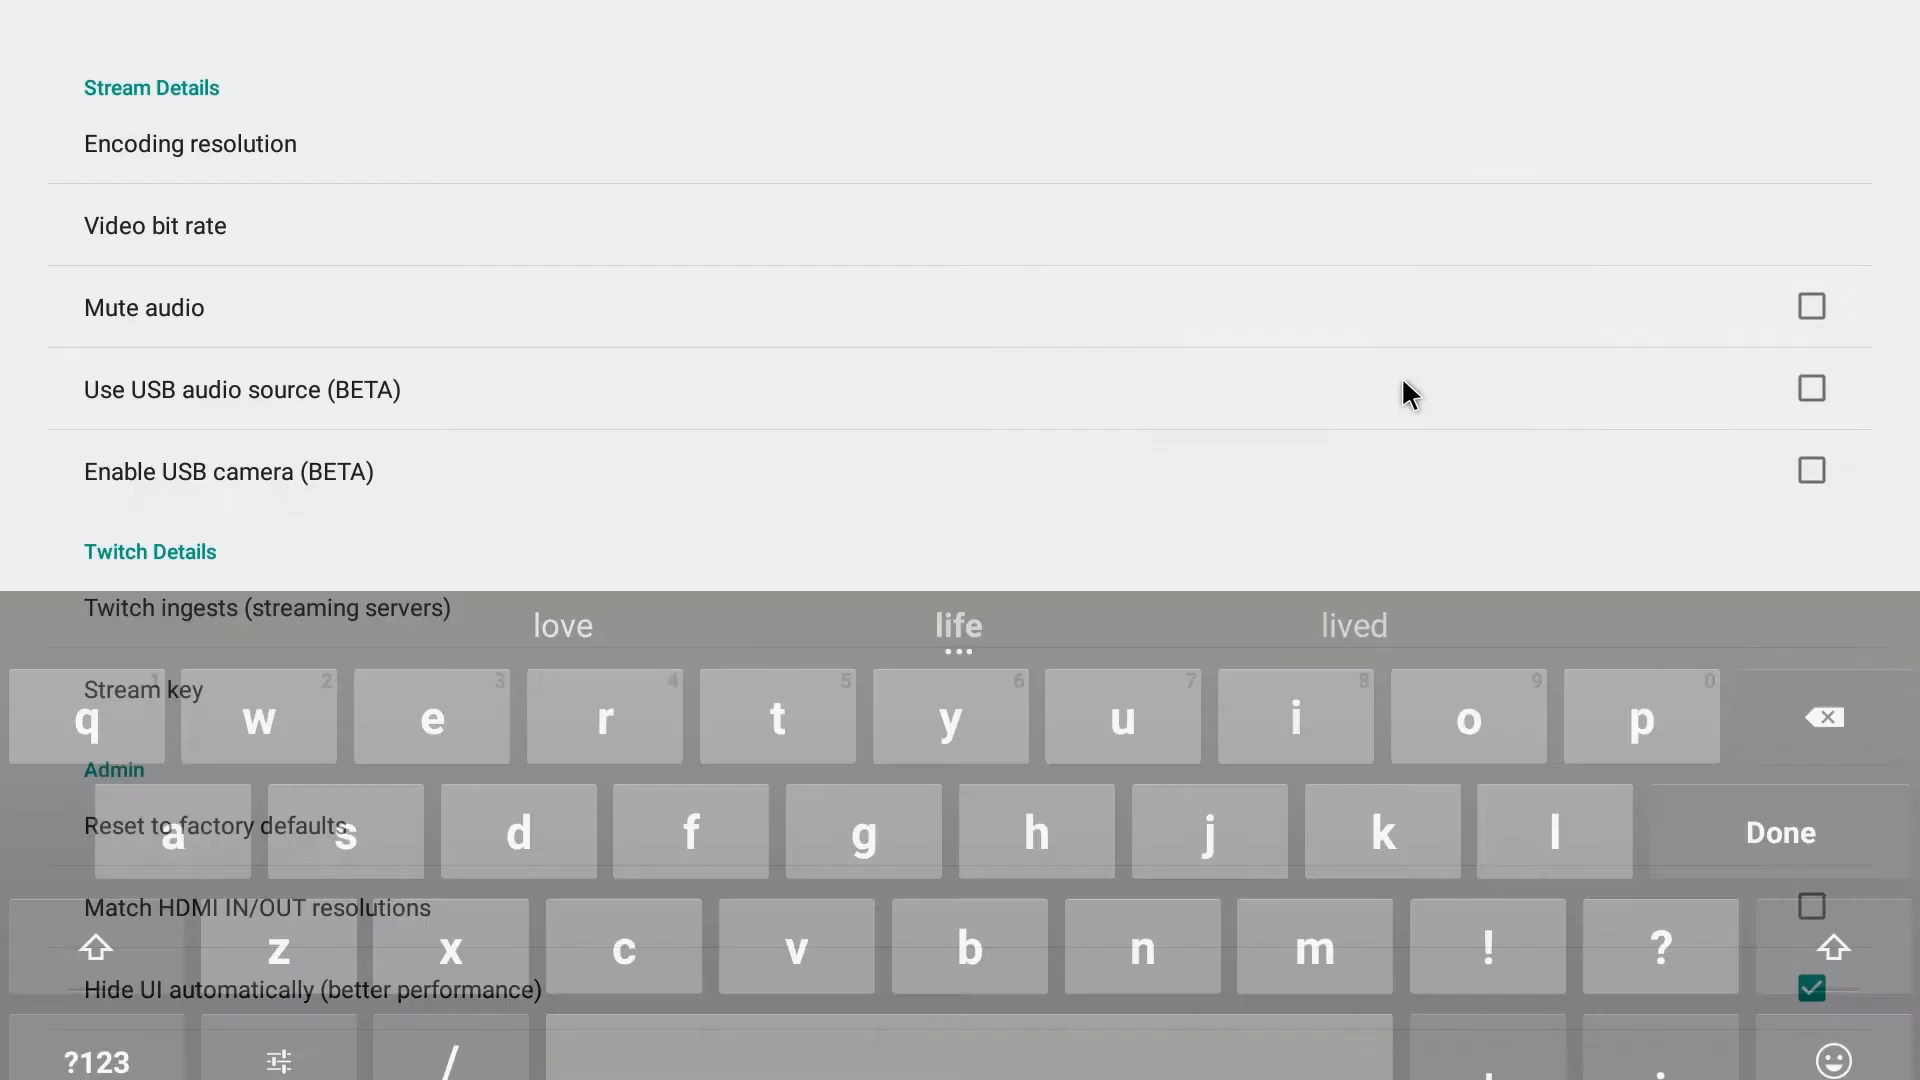 Stream Details
Encoding resolution
Video bit rate
Mute audio
Use USB audio source (BETA)
Enable USB camera (BETA)
Twitch Details
Twitch ingests (streaming servers)
love life lived
Stream key
1 2 3 4 5 6 7 8 9 0
q w e r t y u i o p
Admin
Reset to factory defaults
a s d f g h j k l Done
Match HDMI IN/OUT resolutions
z x c v b n m ! ?
Hide UI automatically (better performance)
?123 /